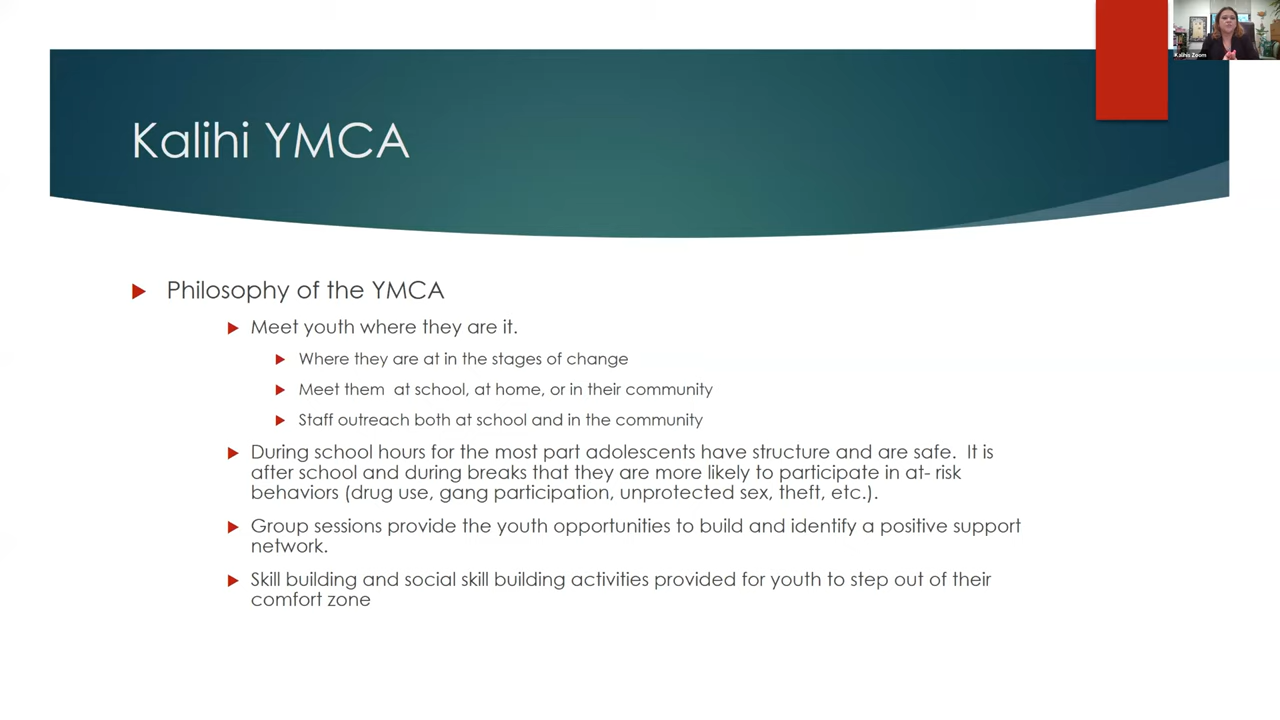 Kalihis Zoom
Kalihi YMCA
Philosophy of the YMCA
Meet youth where they are it.
Where they are at in the stages of change
Meet them at school, at home, or in their community
Staff outreach both at school and in the community
During school hours for the most part adolescents have structure and are safe. It is
after school and during breaks that they are more likely to participate in at- risk
behaviors (drug use, gang participation, unprotected sex, theft, etc.).
Group sessions provide the youth opportunities to build and identify a positive support
network.
Skill building and social skill building activities provided for youth to step out of their
comfort zone